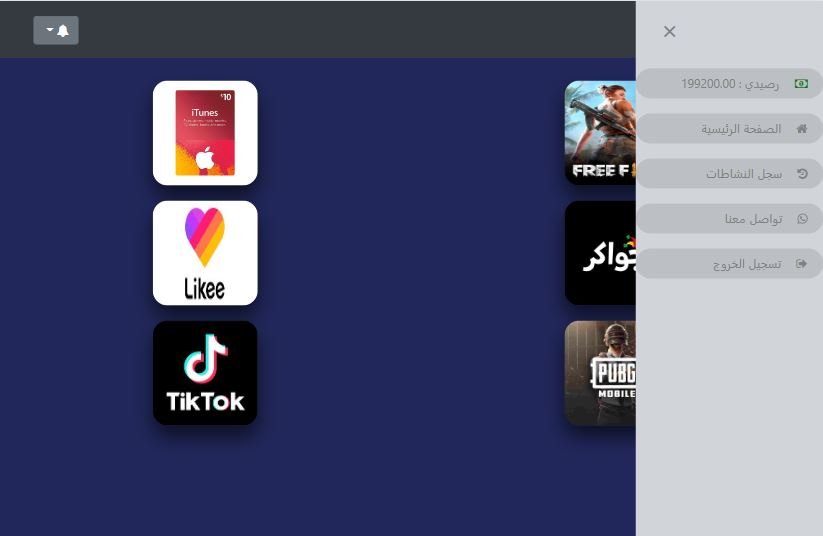 رصيدي : 199200.00
الصفحة الرئيسية
سجل النشاطات
تواصل معنا
تسجيل الخروج
FREE F
جواكر
PUBG
MOBILE
10
iTunes
Likee
TikTok